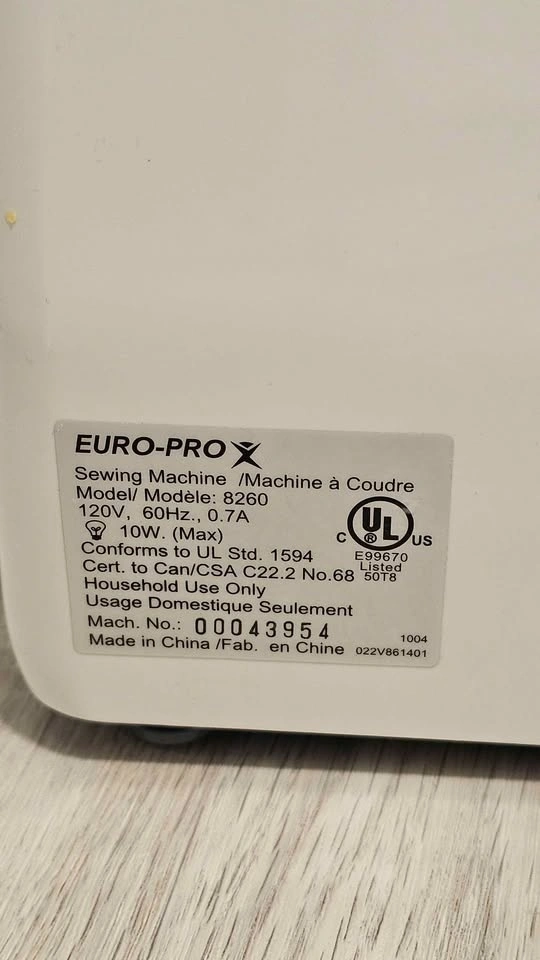 EURO-PRO X
Sewing Machine /Machine à Coudre
Model/ Modèle: 8260
120V, 60Hz., 0.7A
10W. (Max)
Conforms to UL Std. 1594
Cert. to Can/CSA C22.2 No.68
Household Use Only
Usage Domestique Seulement
Mach. No.: 00043954
Made in China /Fab. en Chine
C UL US
®
E99670
Listed
50T8
1004
022V861401